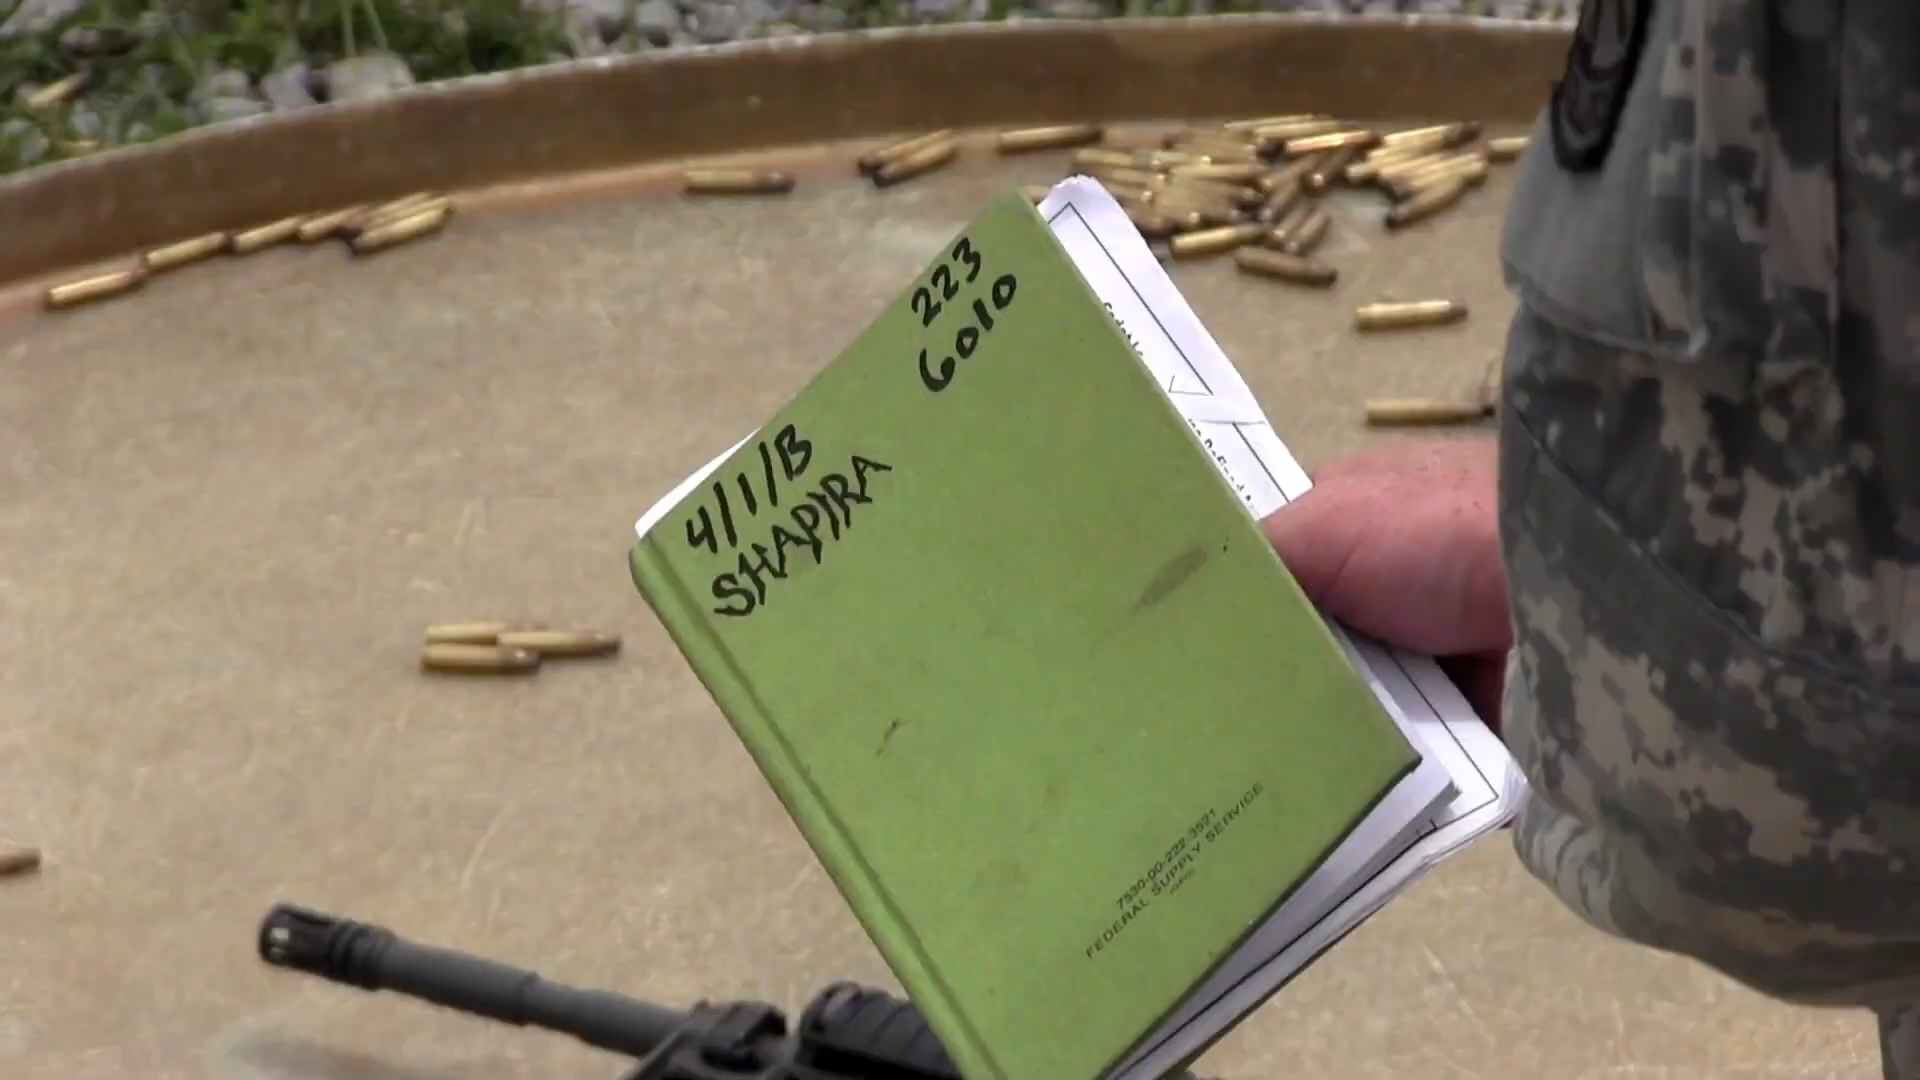 223
6010
4/1/B
SHAPIRA
7530-00-222-3521
FEDERAL SUPPLY SERVICE